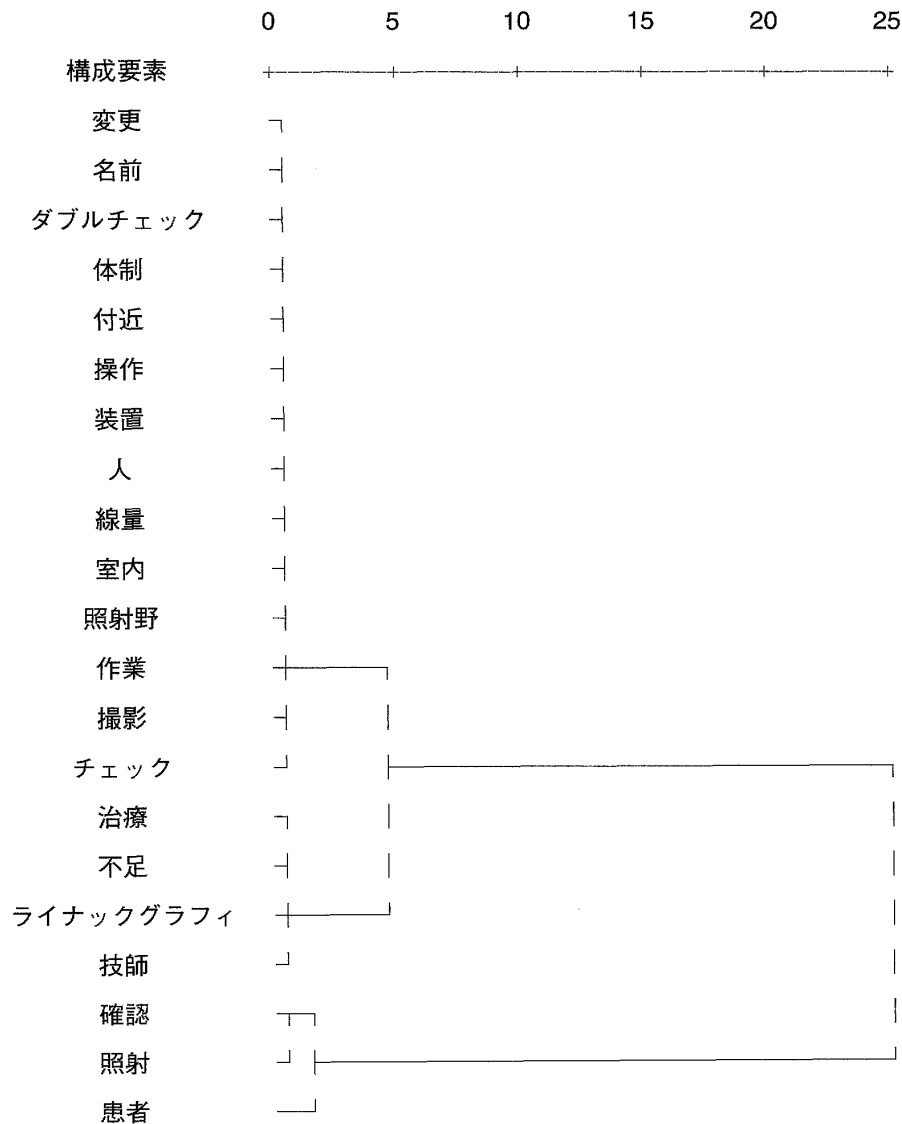 0 5 10 15 20 25
構成要素
変更
名前
ダブルチェック
体制
付近
操作
装置
人
線量
室内
照射野
作業
撮影
チェック
治療
不足
ライナックグラフィ
技師
確認
照射
患者